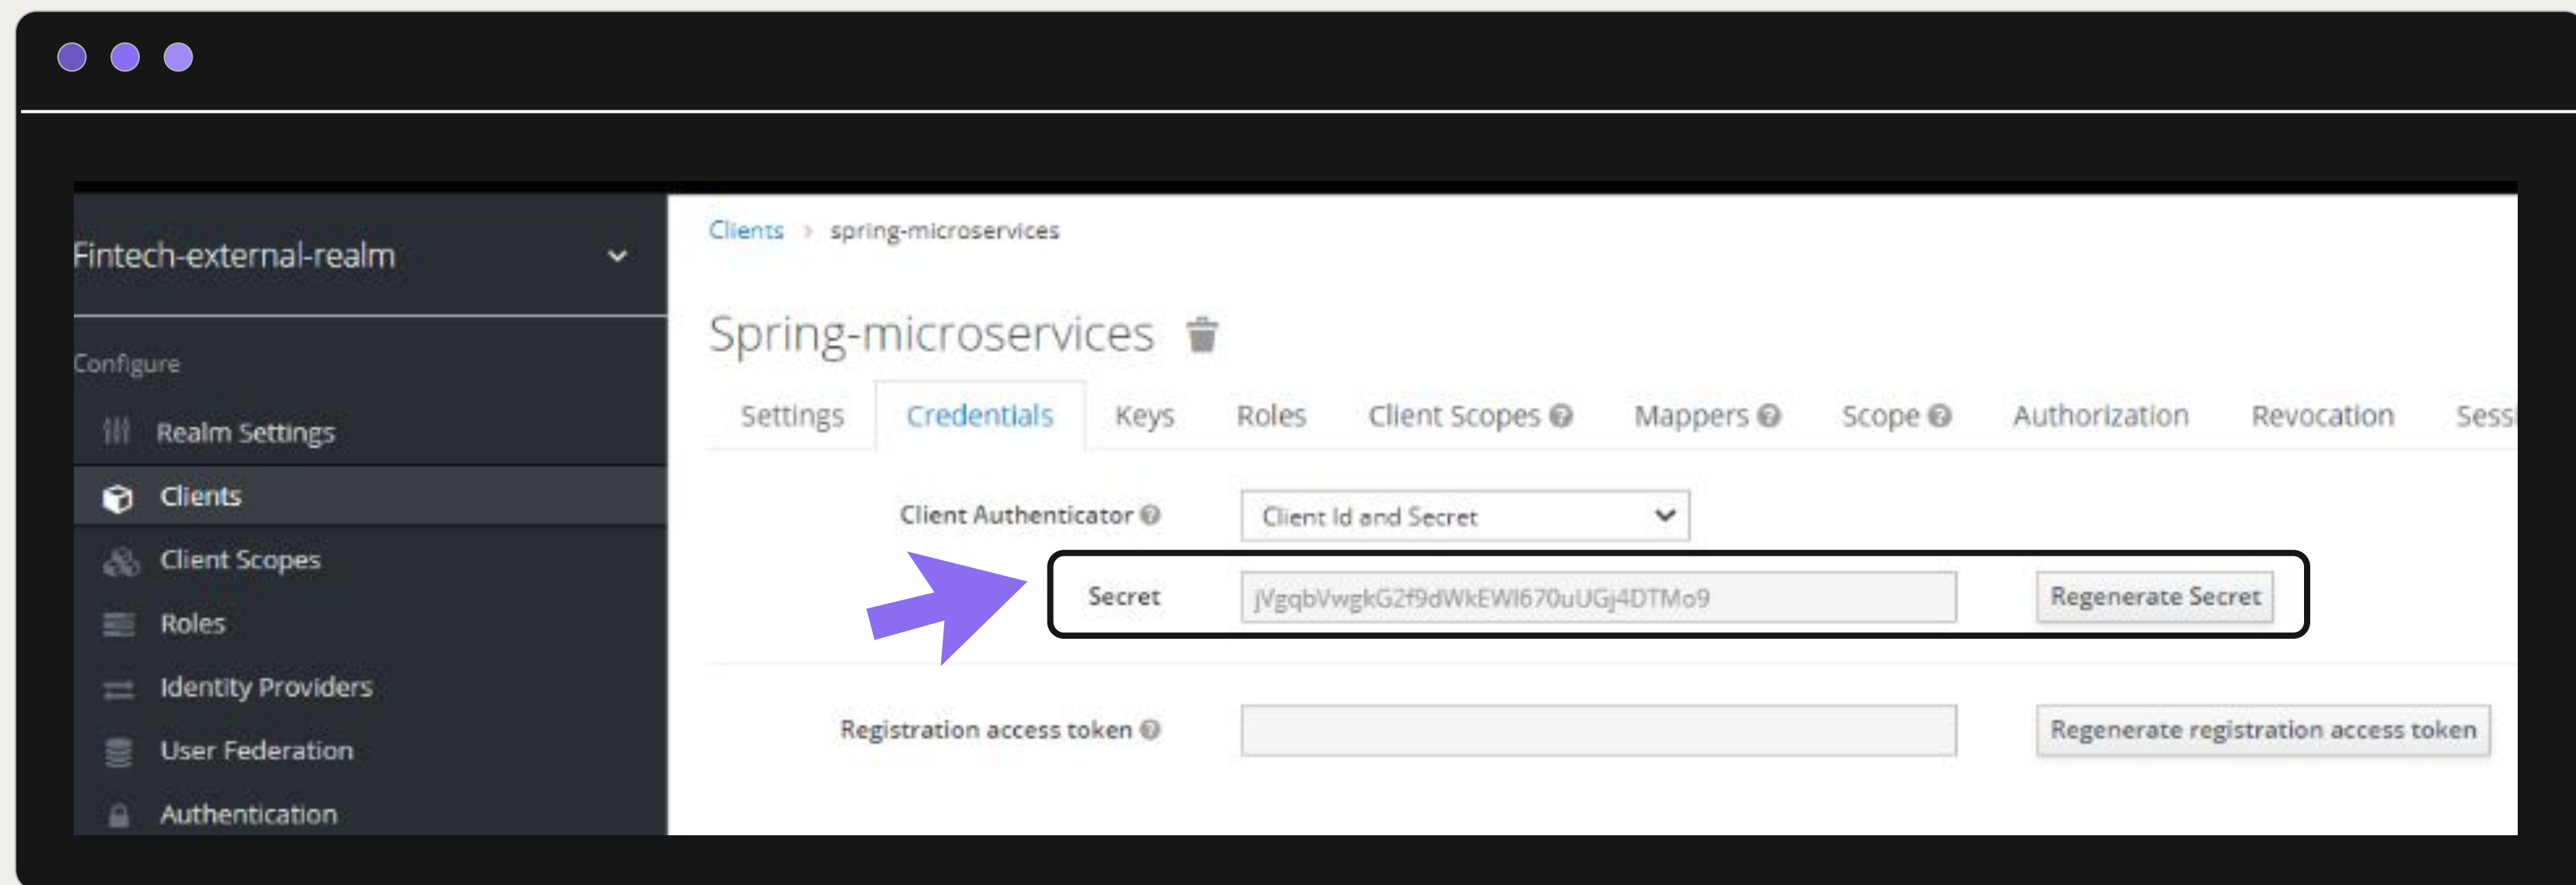 Fintech-external-realm
Configure
Realm Settings
Clients
Client Scopes
Roles
Identity Providers
User Federation
Authentication
Clients > spring-microservices
Spring-microservices
Settings Credentials Keys Roles Client Scopes Mappers Scope Authorization Revocation Sessi
Client Authenticator Client Id and Secret
Secret jVgqbVwgkG2f9dWkEWI670uUGj4DTMo9 Regenerate Secret
Registration access token Regenerate registration access token